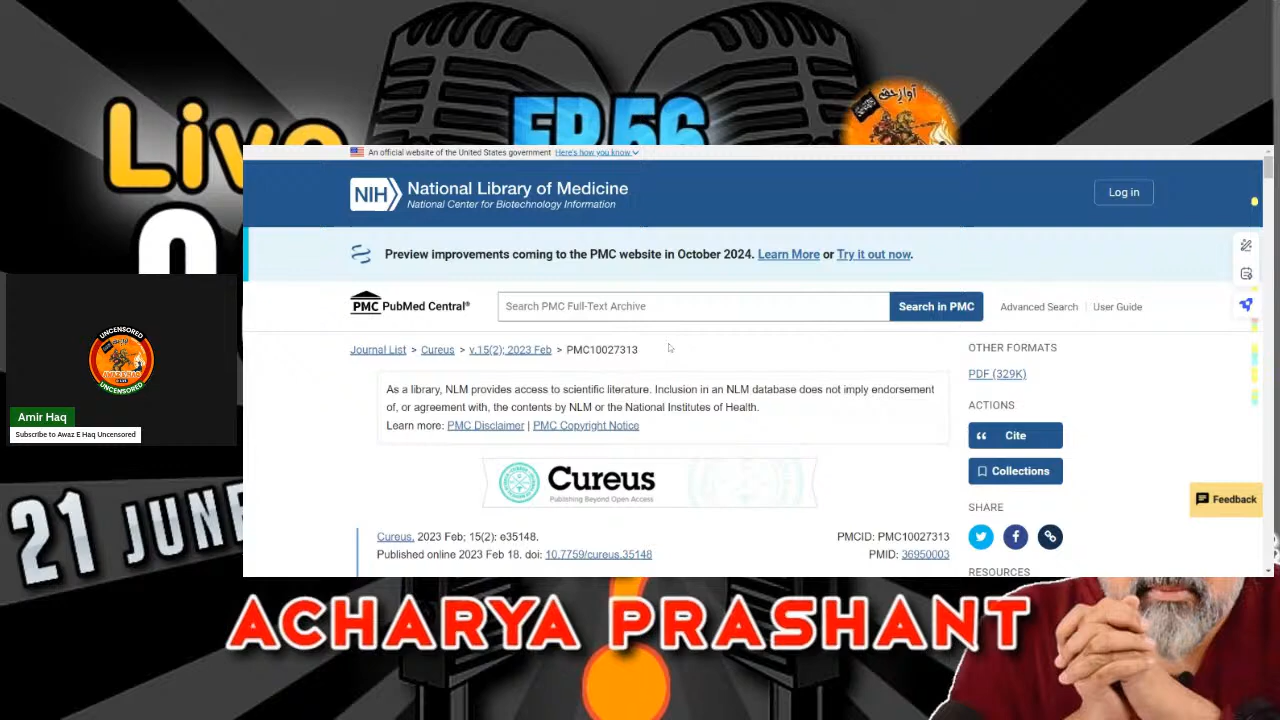 Live
EP 56
آوازِ حق
An official website of the United States government Here's how you know
NIH National Library of Medicine
National Center for Biotechnology Information
Log in
Preview improvements coming to the PMC website in October 2024. Learn More or Try it out now.
PMC PubMed Central®
Search PMC Full-Text Archive
Search in PMC
Advanced Search
User Guide
Journal List > Cureus > v.15(2); 2023 Feb > PMC10027313
OTHER FORMATS
PDF (329K)
As a library, NLM provides access to scientific literature. Inclusion in an NLM database does not imply endorsement
of, or agreement with, the contents by NLM or the National Institutes of Health.
Learn more: PMC Disclaimer | PMC Copyright Notice
ACTIONS
Cite
Collections
Cureus
Publishing Beyond Open Access
SHARE
Feedback
Cureus. 2023 Feb; 15(2): e35148.
PMCID: PMC10027313
Published online 2023 Feb 18. doi: 10.7759/cureus.35148
PMID: 36950003
RESOURCES
UNCENSORED
AWAZ E HAQ
UNCENSORED
Amir Haq
Subscribe to Awaz E Haq Uncensored
21 JUNE
ACHARYA PRASHANT